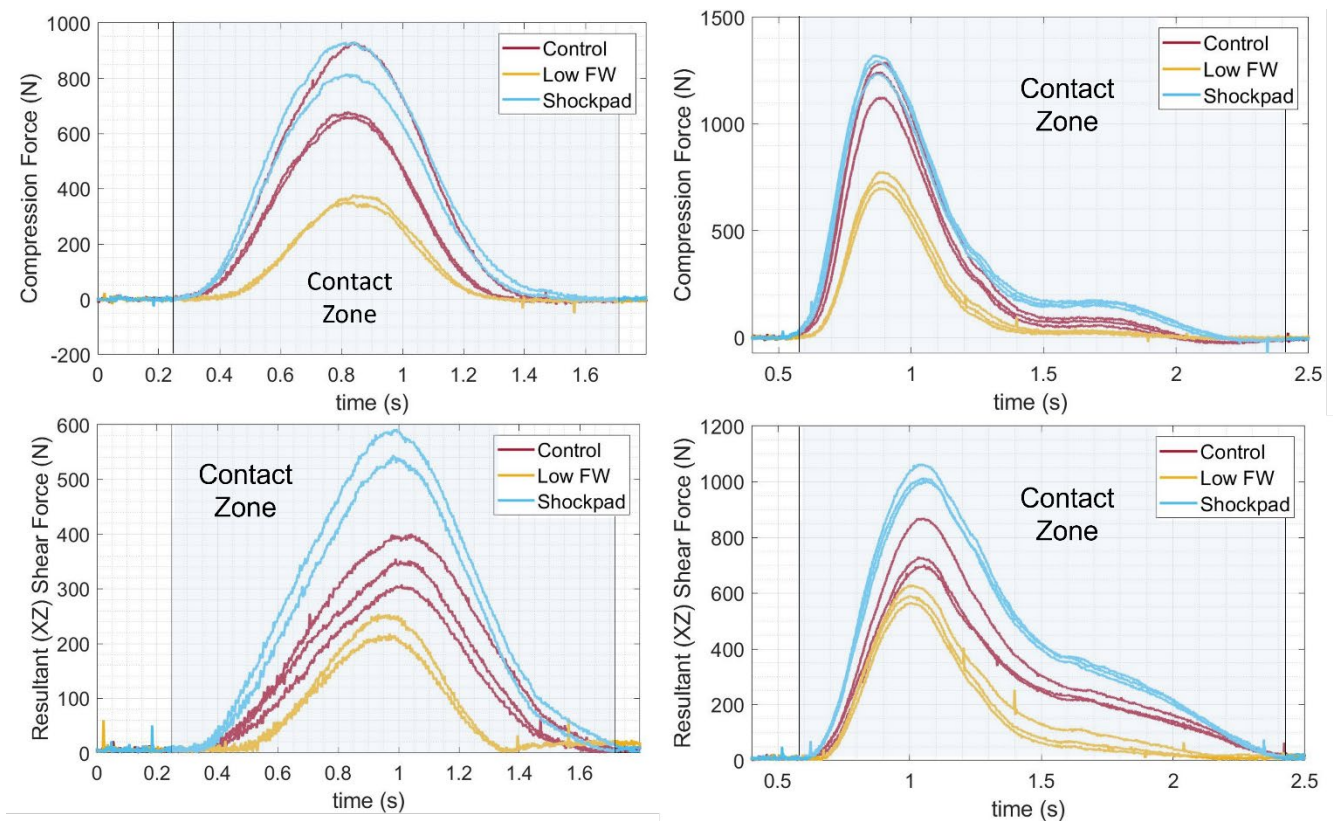 Compression Force (N)
1000
800
600
400
200
0
-200
Control
Low FW
Shockpad
Contact
Zone
0 0.2 0.4 0.6 0.8 1 1.2 1.4 1.6
time (s)
Compression Force (N)
1500
1000
500
0
Control
Low FW
Shockpad
Contact
Zone
0.5 1 1.5 2 2.5
time (s)
Resultant (XZ) Shear Force (N)
600
500
400
300
200
100
0
Control
Low FW
Shockpad
Contact
Zone
0 0.2 0.4 0.6 0.8 1 1.2 1.4 1.6
time (s)
Resultant (XZ) Shear Force (N)
1200
1000
800
600
400
200
0
Control
Low FW
Shockpad
Contact
Zone
0.5 1 1.5 2 2.5
time (s)